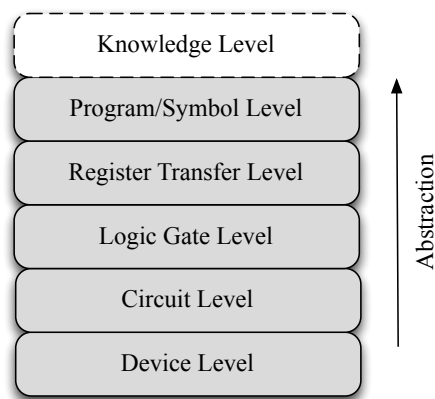 Knowledge Level
Program/Symbol Level
Register Transfer Level
Logic Gate Level
Circuit Level
Device Level
Abstraction